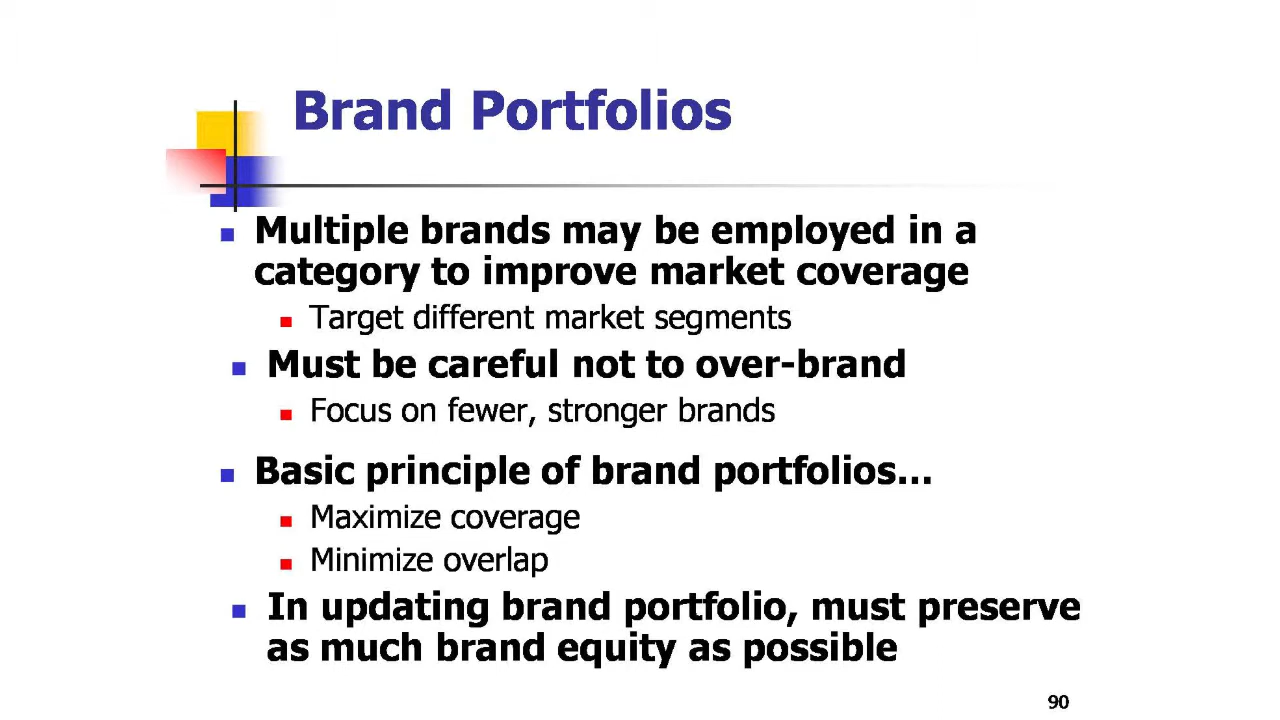 Brand Portfolios
Multiple brands may be employed in a
category to improve market coverage
Target different market segments
Must be careful not to over-brand
Focus on fewer, stronger brands
Basic principle of brand portfolios…
Maximize coverage
Minimize overlap
In updating brand portfolio, must preserve
as much brand equity as possible
90